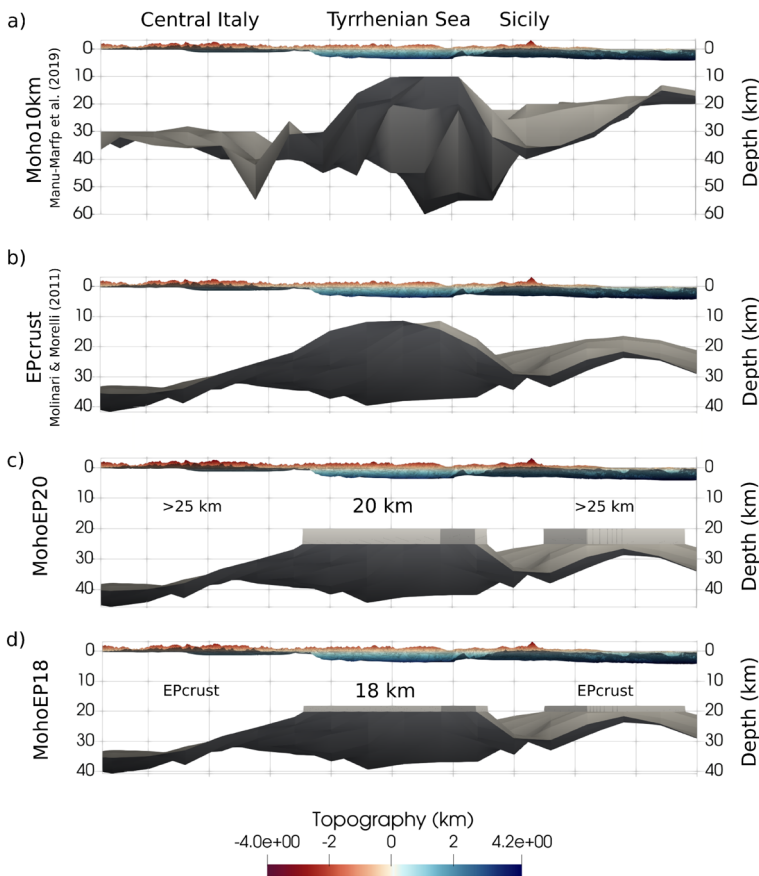 a)
Central Italy Tyrrhenian Sea Sicily
Moho10km
Manu-Marfp et al. (2019)
0 0
10 10
20 20
30 30
40 40
50 50
60 60
Depth (km)
b)
EPcrust
Molinari & Morelli (2011)
0 0
10 10
20 20
30 30
40 40
Depth (km)
c)
MohoEP20
0 0
10 10
>25 km 20 km >25 km
20 20
30 30
40 40
Depth (km)
d)
MohoEP18
0 0
10 10
EPcrust 18 km EPcrust
20 20
30 30
40 40
Depth (km)
Topography (km)
-4.0e+00 -2 0 2 4.2e+00